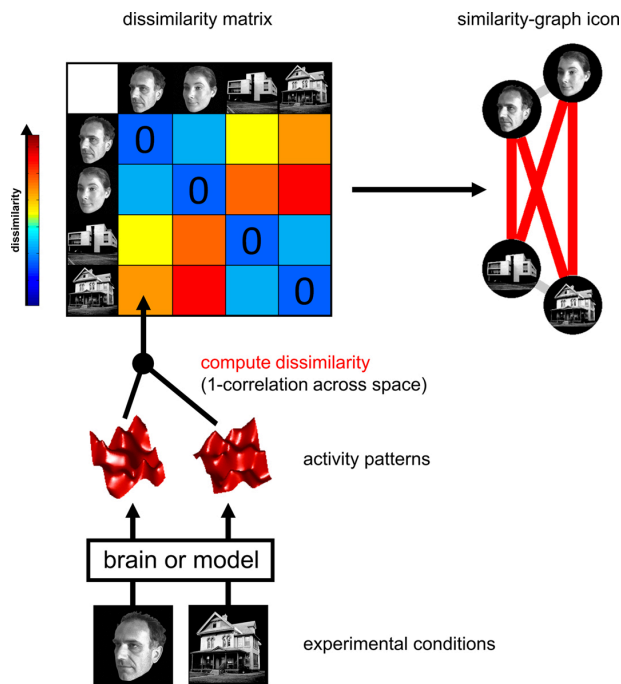 dissimilarity matrix
similarity-graph icon
dissimilarity
0
0
0
0
compute dissimilarity
(1-correlation across space)
activity patterns
brain or model
experimental conditions